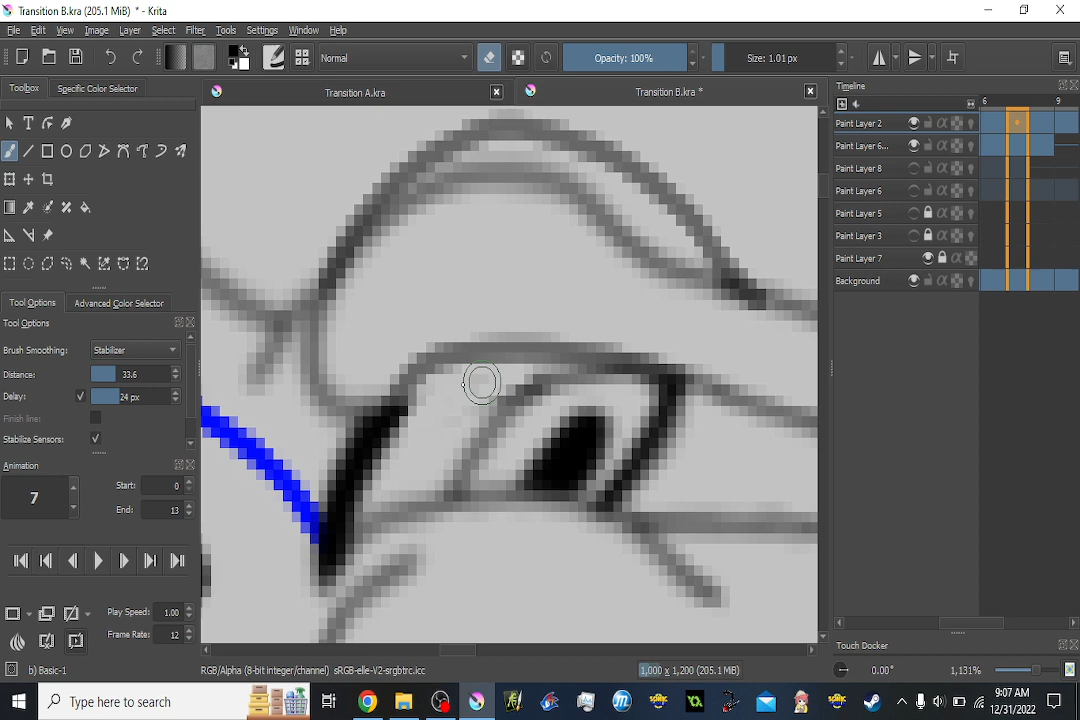 Transition B.kra (205.1 MiB) * - Krita
File Edit View Image Layer Select Filter Tools Settings Window Help
Normal Opacity: 100% Size: 1.01 px
Toolbox Specific Color Selector
Transition A.kra
Transition B.kra *
Timeline
6 9
Paint Layer 2
Paint Layer 6...
Paint Layer 8
Paint Layer 6
Paint Layer 5
Paint Layer 3
Paint Layer 7
Background
Tool Options Advanced Color Selector
Tool Options
Brush Smoothing: Stabilizer
Distance: 33.6
Delay: 24 px
Finish line:
Stabilize Sensors:
Animation
7
Start: 0
End: 13
Play Speed: 1.00
Frame Rate: 12
Touch Docker
b) Basic-1
RGB/Alpha (8-bit integer/channel) sRGB-elle-V2-srgbtrc.icc
1,000 x 1,200 (205.1 MiB)
0.00°
1,131%
Type here to search
9:07 AM
12/31/2022